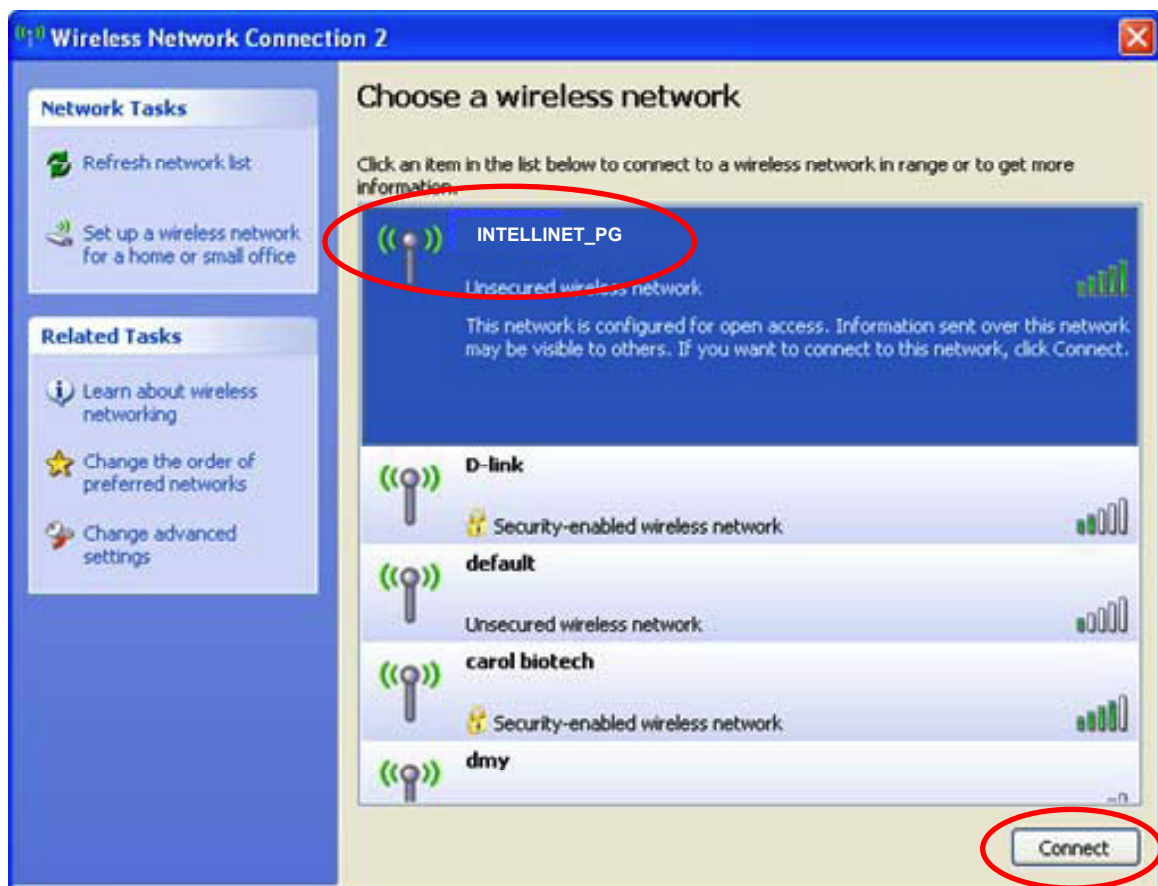 Wireless Network Connection 2
Network Tasks
Refresh network list
Set up a wireless network
for a home or small office
Related Tasks
Learn about wireless
networking
Change the order of
preferred networks
Change advanced
settings
Choose a wireless network
Click an item in the list below to connect to a wireless network in range or to get more
information.
INTELLINET_PG
Unsecured wireless network
This network is configured for open access. Information sent over this network
may be visible to others. If you want to connect to this network, click Connect.
D-link
Security-enabled wireless network
default
Unsecured wireless network
carol biotech
Security-enabled wireless network
dmy
Connect